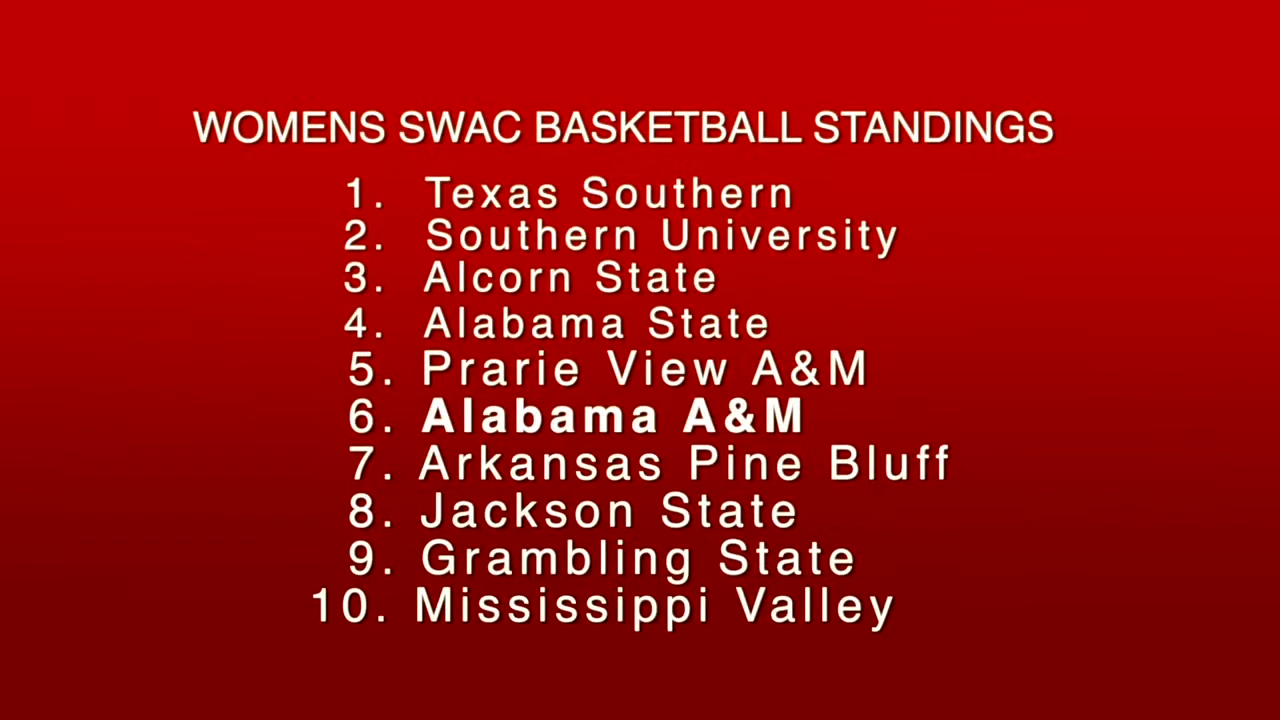 WOMENS SWAC BASKETBALL STANDINGS
1. Texas Southern
2. Southern University
3. Alcorn State
4. Alabama State
5. Prarie View A&M
6. Alabama A&M
7. Arkansas Pine Bluff
8. Jackson State
9. Grambling State
10. Mississippi Valley